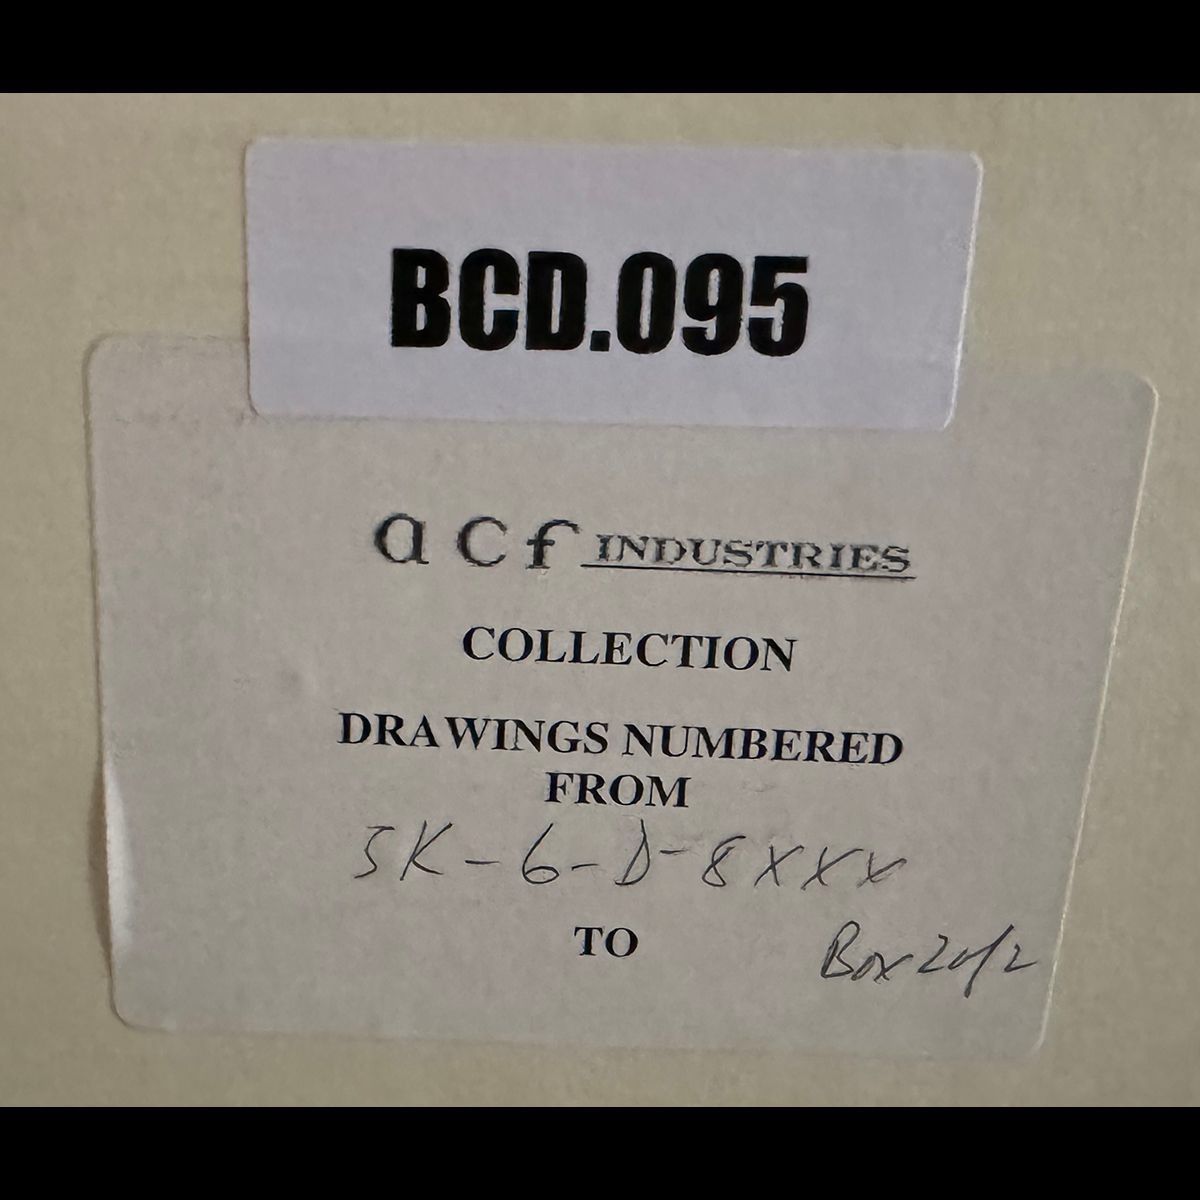 BCD.095
acf INDUSTRIES
COLLECTION
DRAWINGS NUMBERED
FROM
SK-6-D-8XXX
TO
Box 2 of 2